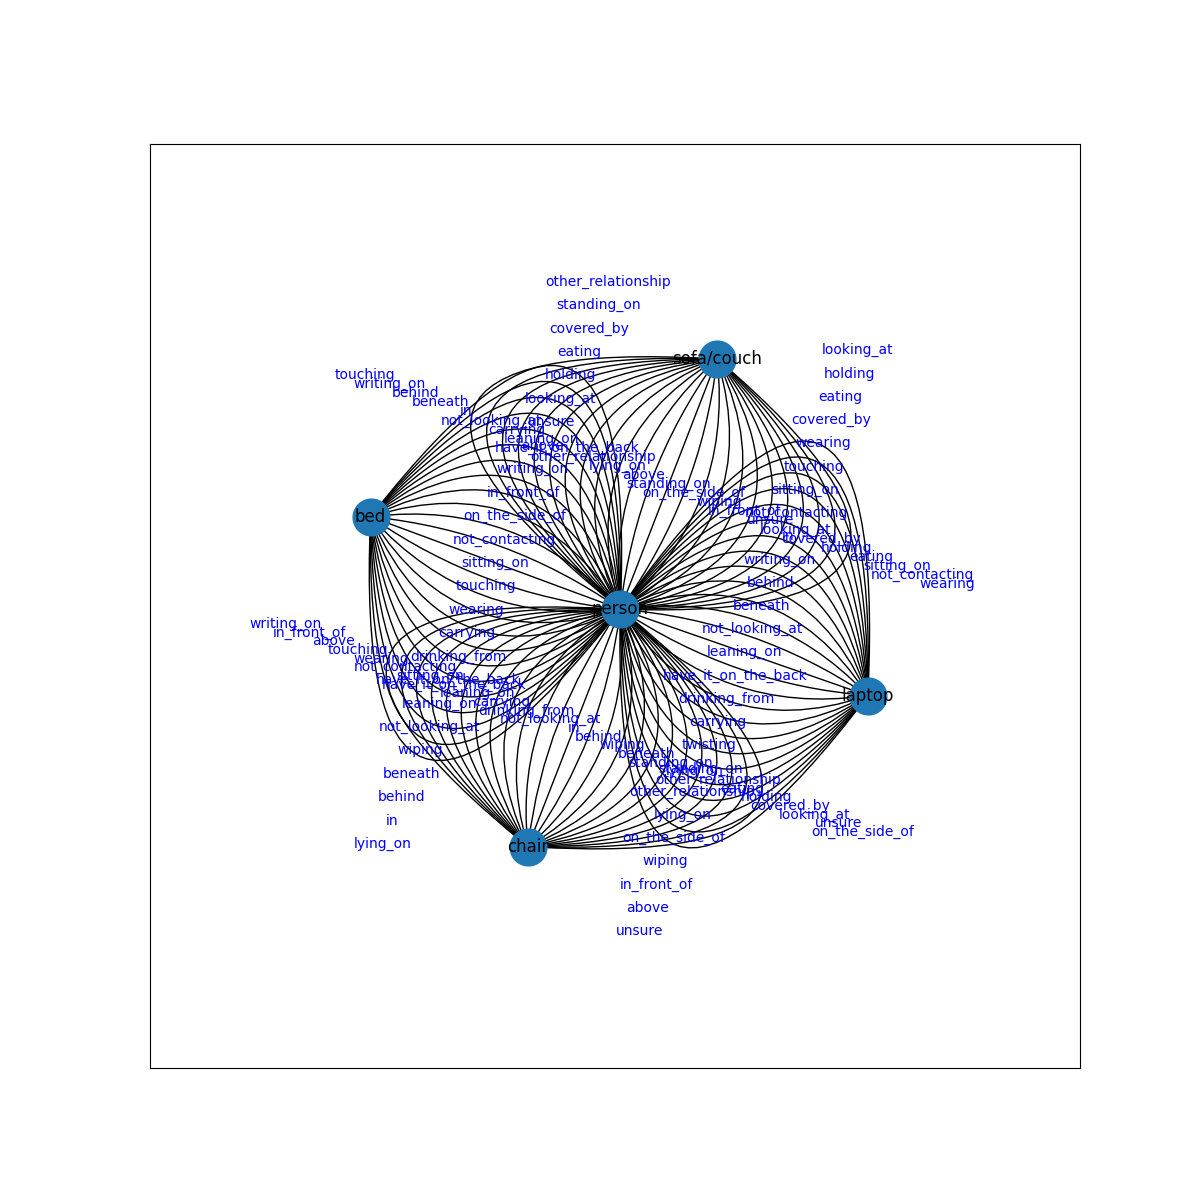 other_relationship
standing_on
covered_by
looking_at
eating
sofa/couch
holding
touching
holding
writing_on
behind
eating
looking_at
beneath
in
covered_by
not_looking_at
unsure
carrying
leaning_on
wearing
above
have_it_on_the_back
other_relationship
lying_on
touching
writing_on
above
standing_on
sitting_on
in_front_of
on_the_side_of
wiping
in_front_of
not_contacting
bed
on_the_side_of
unsure
looking_at
not_contacting
covered_by
holding
eating
sitting_on
writing_on
sitting_on
not_contacting
touching
behind
wearing
wearing
person
beneath
writing_on
in_front_of
carrying
not_looking_at
above
touching
leaning_on
wearing
drinking_from
not_contacting
sitting_on
have_it_on_the_back
have_it_on_the_back
have_it_on_the_back
leaning_on
laptop
leaning_on
carrying
drinking_from
drinking_from
not_looking_at
carrying
not_looking_at
in
behind
wiping
twisting
wiping
beneath
standing_on
standing_on
lying_on
beneath
other_relationship
eating
other_relationship
behind
holding
covered_by
lying_on
looking_at
in
unsure
on_the_side_of
on_the_side_of
lying_on
chair
wiping
in_front_of
above
unsure